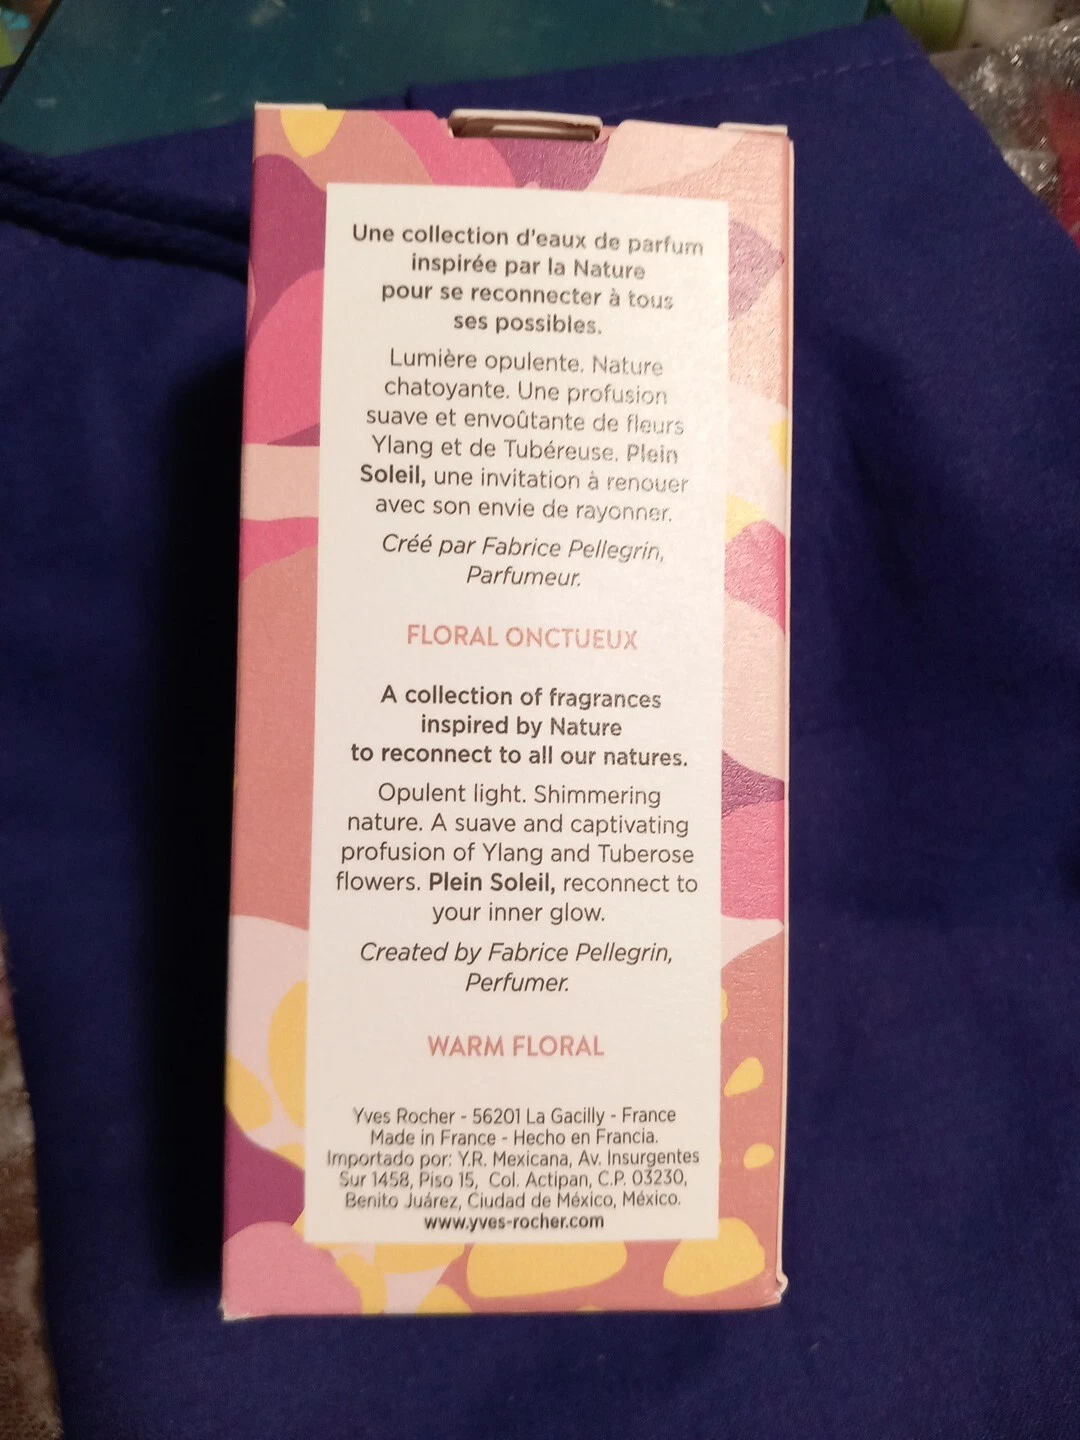 Une collection d'eaux de parfum
inspirée par la Nature
pour se reconnecter à tous
ses possibles.
Lumière opulente. Nature
chatoyante. Une profusion
suave et envoûtante de fleurs
Ylang et de Tubéreuse. Plein
Soleil, une invitation à renouer
avec son envie de rayonner.
Créé par Fabrice Pellegrin,
Parfumeur.
FLORAL ONCTUEUX
A collection of fragrances
inspired by Nature
to reconnect to all our natures.
Opulent light. Shimmering
nature. A suave and captivating
profusion of Ylang and Tuberose
flowers. Plein Soleil, reconnect to
your inner glow.
Created by Fabrice Pellegrin,
Perfumer.
WARM FLORAL
Yves Rocher - 56201 La Gacilly - France
Made in France - Hecho en Francia.
Importado por: Y.R. Mexicana, Av. Insurgentes
Sur 1458, Piso 15, Col. Actipan, C.P. 03230,
Benito Juárez, Ciudad de México, México.
www.yves-rocher.com